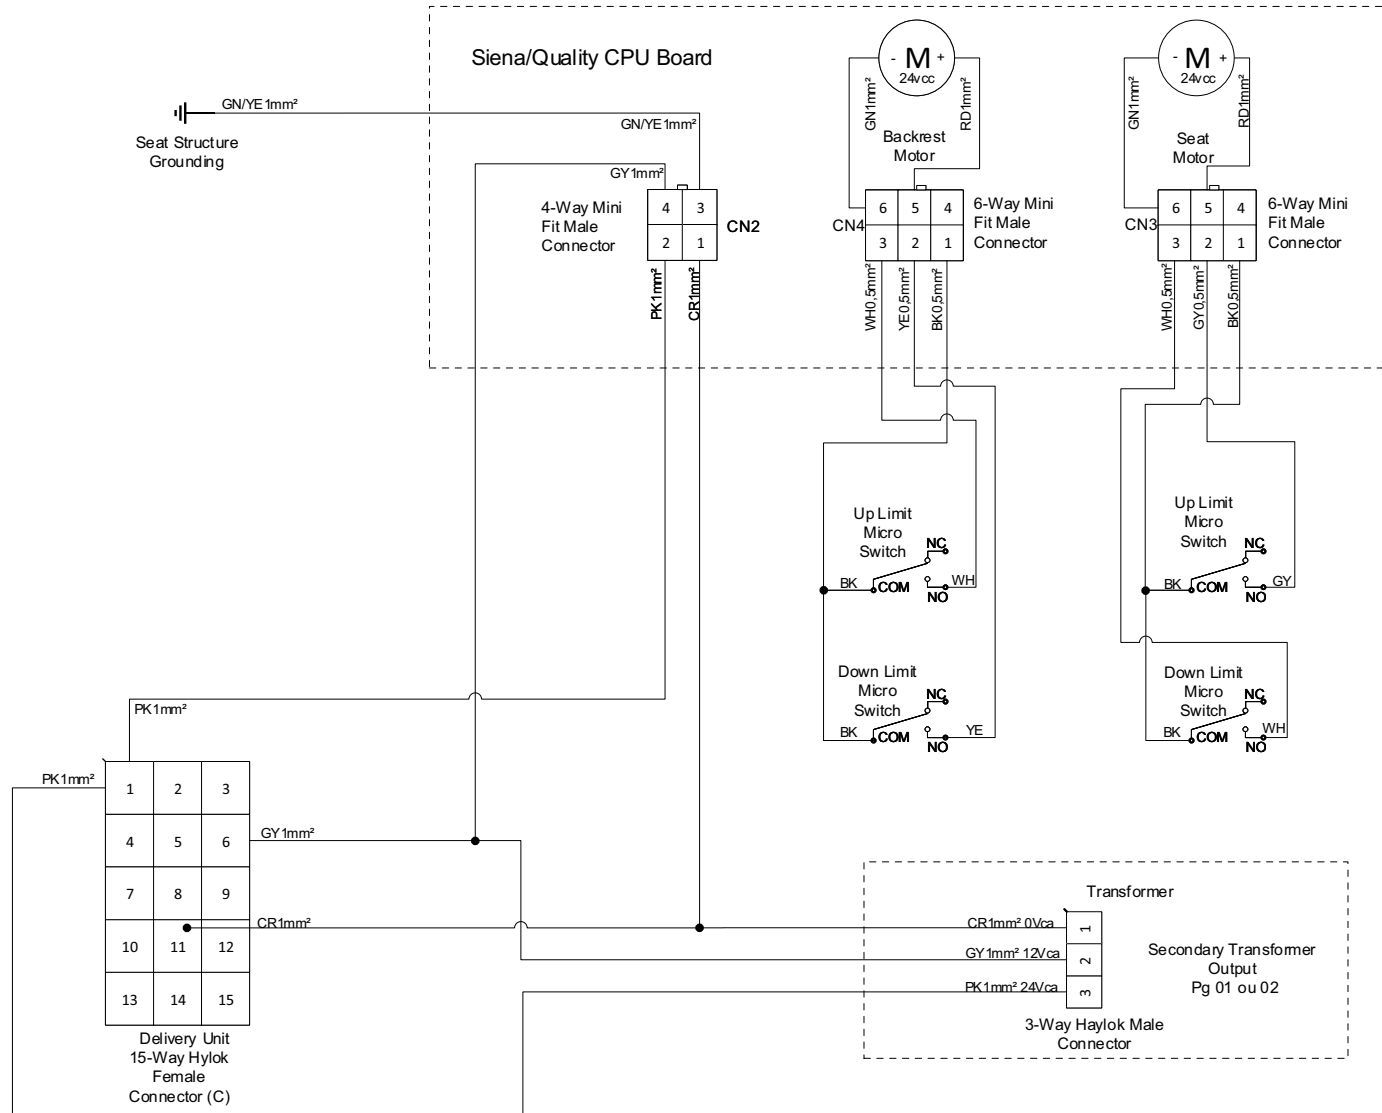 Siena/Quality CPU Board
- M +
24vcc
GN1mm²
RD1mm²
Backrest
Motor
- M +
24vcc
GN1mm²
RD1mm²
Seat
Motor
GN/YE1mm²
GN/YE1mm²
Seat Structure
Grounding
GY1mm²
4-Way Mini
Fit Male
Connector
4 3
2 1
CN2
PK1mm²
CR1mm²
CN4
6 5 4
3 2 1
6-Way Mini
Fit Male
Connector
WH0,5mm²
YE0,5mm²
BK0,5mm²
CN3
6 5 4
3 2 1
6-Way Mini
Fit Male
Connector
WH0,5mm²
GY0,5mm²
BK0,5mm²
Up Limit
Micro
Switch
NC
BK
COM
WH
NO
Up Limit
Micro
Switch
NC
BK
COM
GY
NO
Down Limit
Micro
Switch
NC
BK
COM
YE
NO
Down Limit
Micro
Switch
NC
BK
COM
WH
NO
PK1mm²
PK1mm²
1 2 3
4 5 6
7 8 9
10 11 12
13 14 15
GY1mm²
CR1mm²
Delivery Unit
15-Way Hylok
Female
Connector (C)
Transformer
CR1mm² 0Vca
GY1mm² 12Vca
PK1mm² 24Vca
1
2
3
Secondary Transformer
Output
Pg 01 ou 02
3-Way Haylok Male
Connector